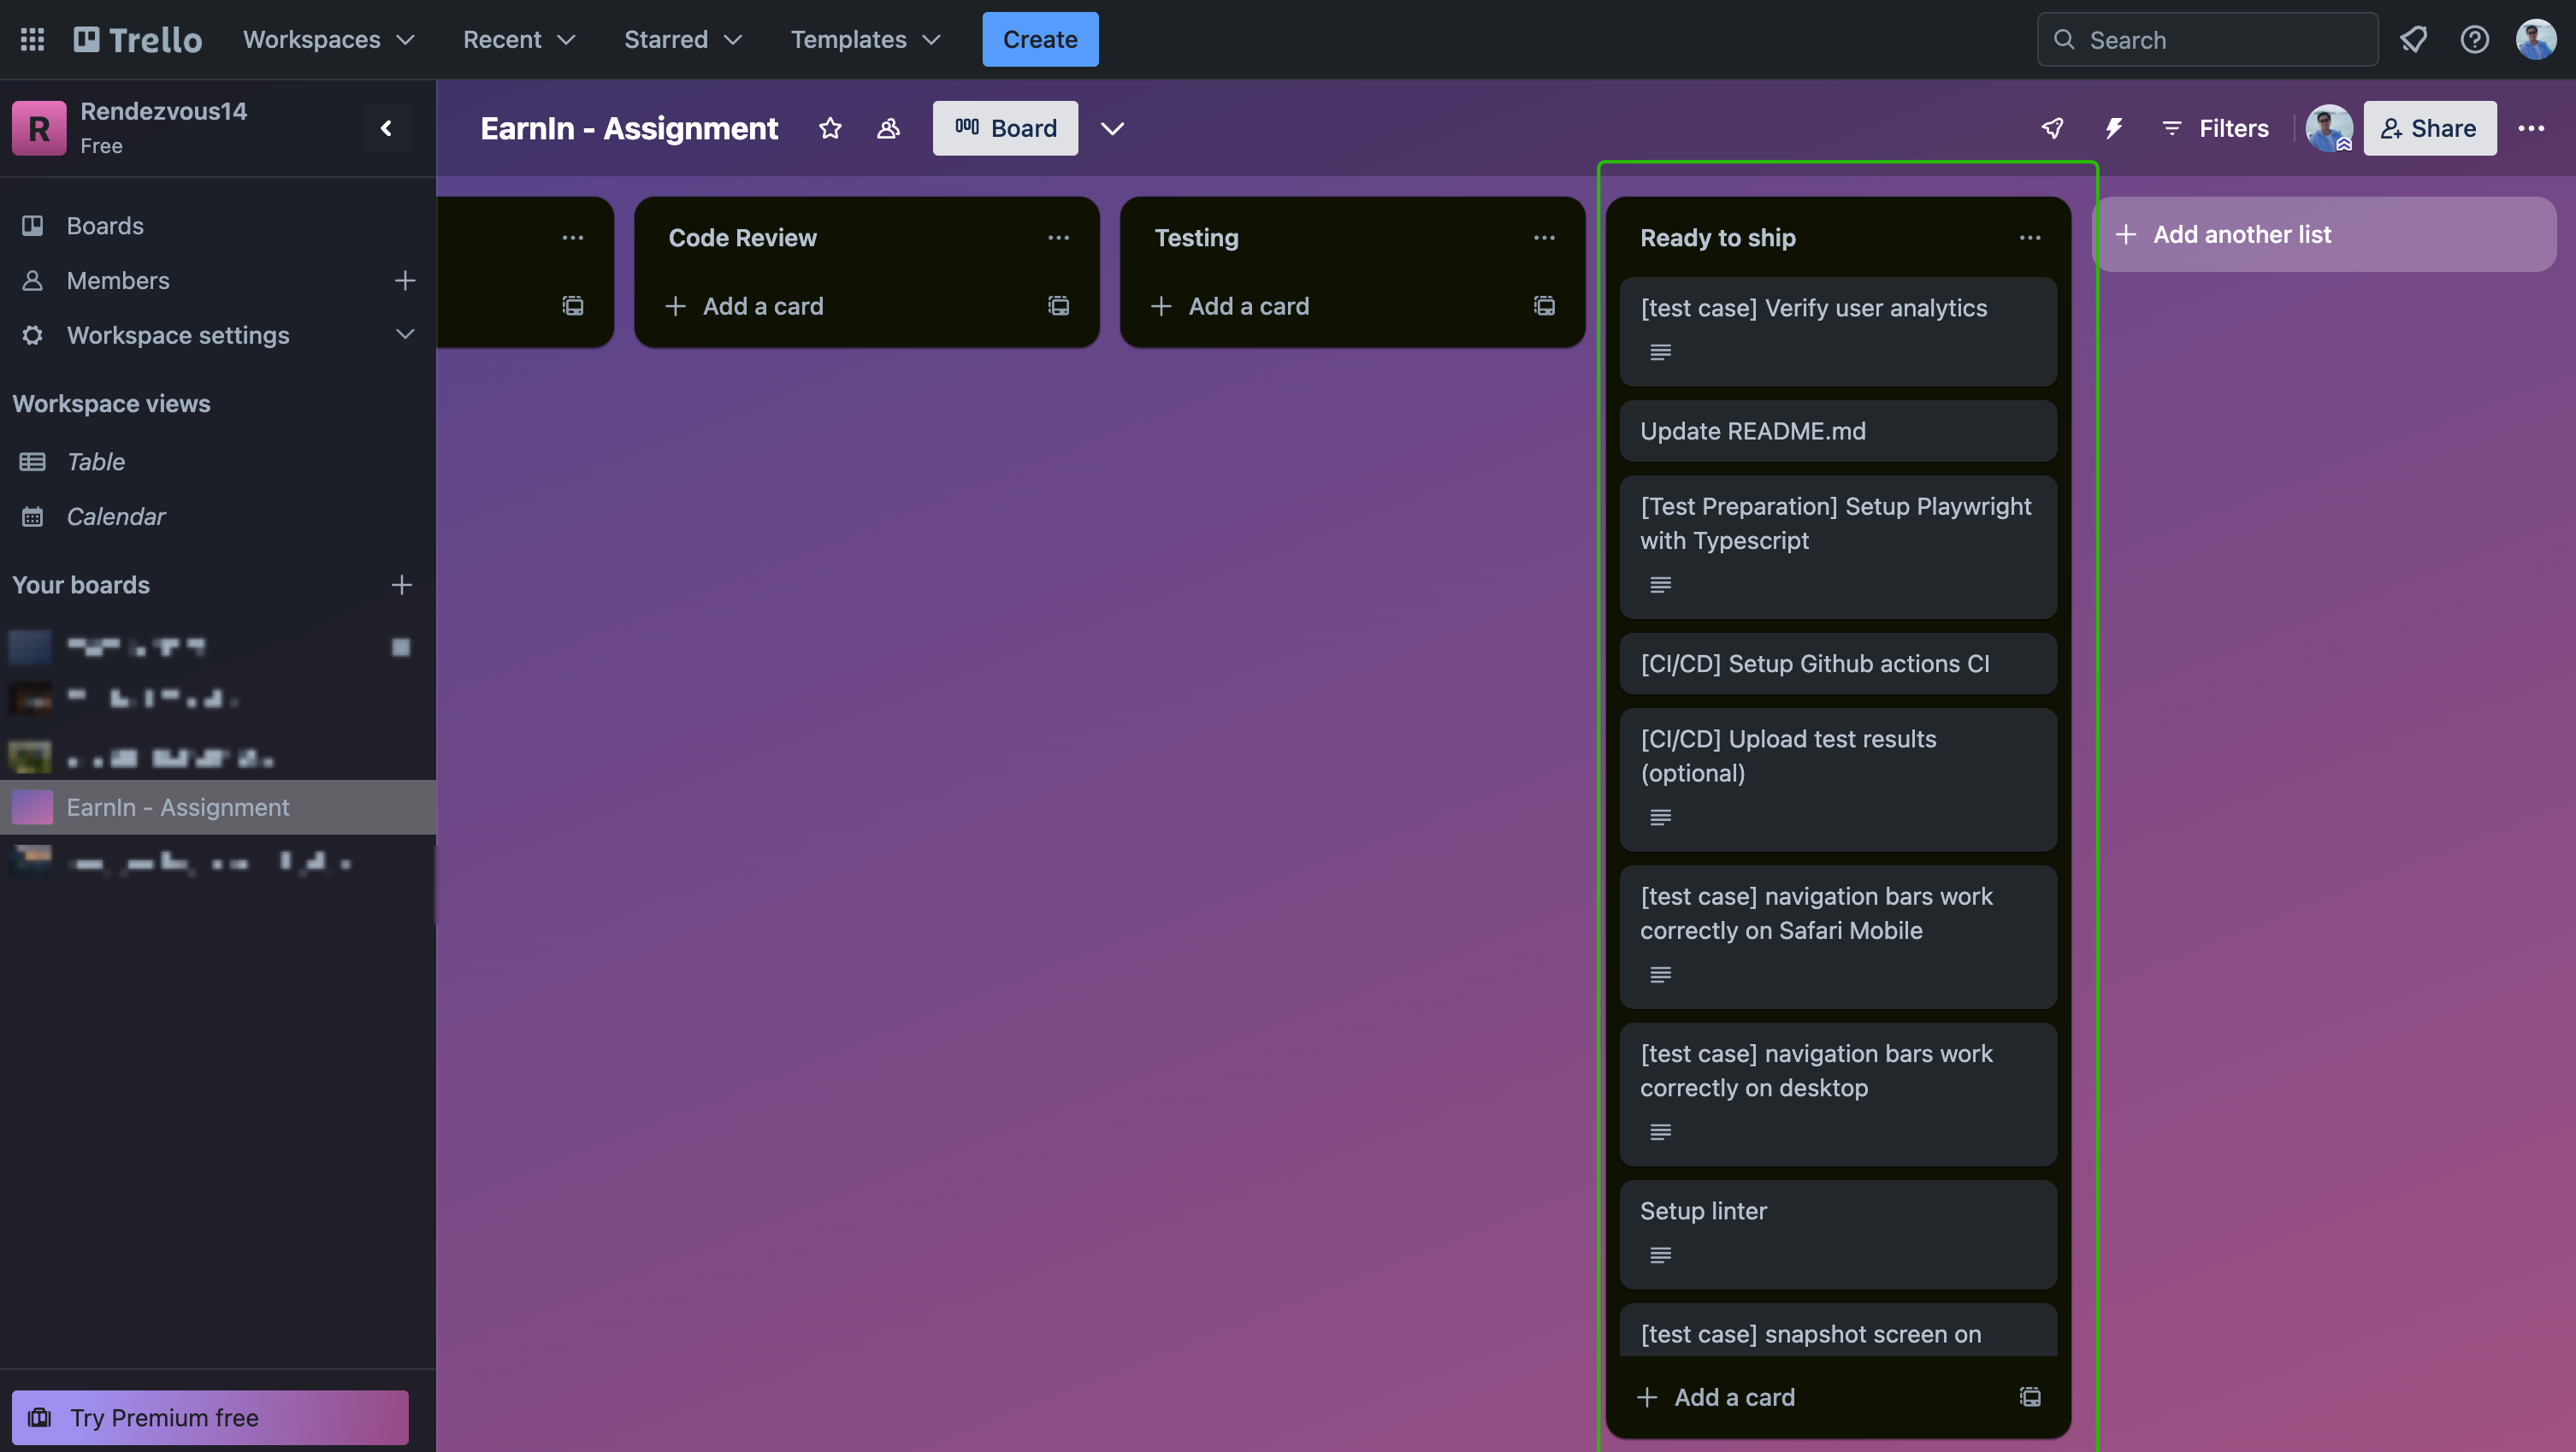 Trello
Workspaces
Recent
Starred
Templates
Create
Search
R
Rendezvous14
Free
EarnIn - Assignment
Board
Filters
Share
Boards
Members
Workspace settings
Workspace views
Table
Calendar
Your boards
EarnIn - Assignment
Try Premium free
Code Review
Add a card
Testing
Add a card
Ready to ship
[test case] Verify user analytics
Update README.md
[Test Preparation] Setup Playwright
with Typescript
[CI/CD] Setup Github actions CI
[CI/CD] Upload test results
(optional)
[test case] navigation bars work
correctly on Safari Mobile
[test case] navigation bars work
correctly on desktop
Setup linter
[test case] snapshot screen on
Add a card
Add another list